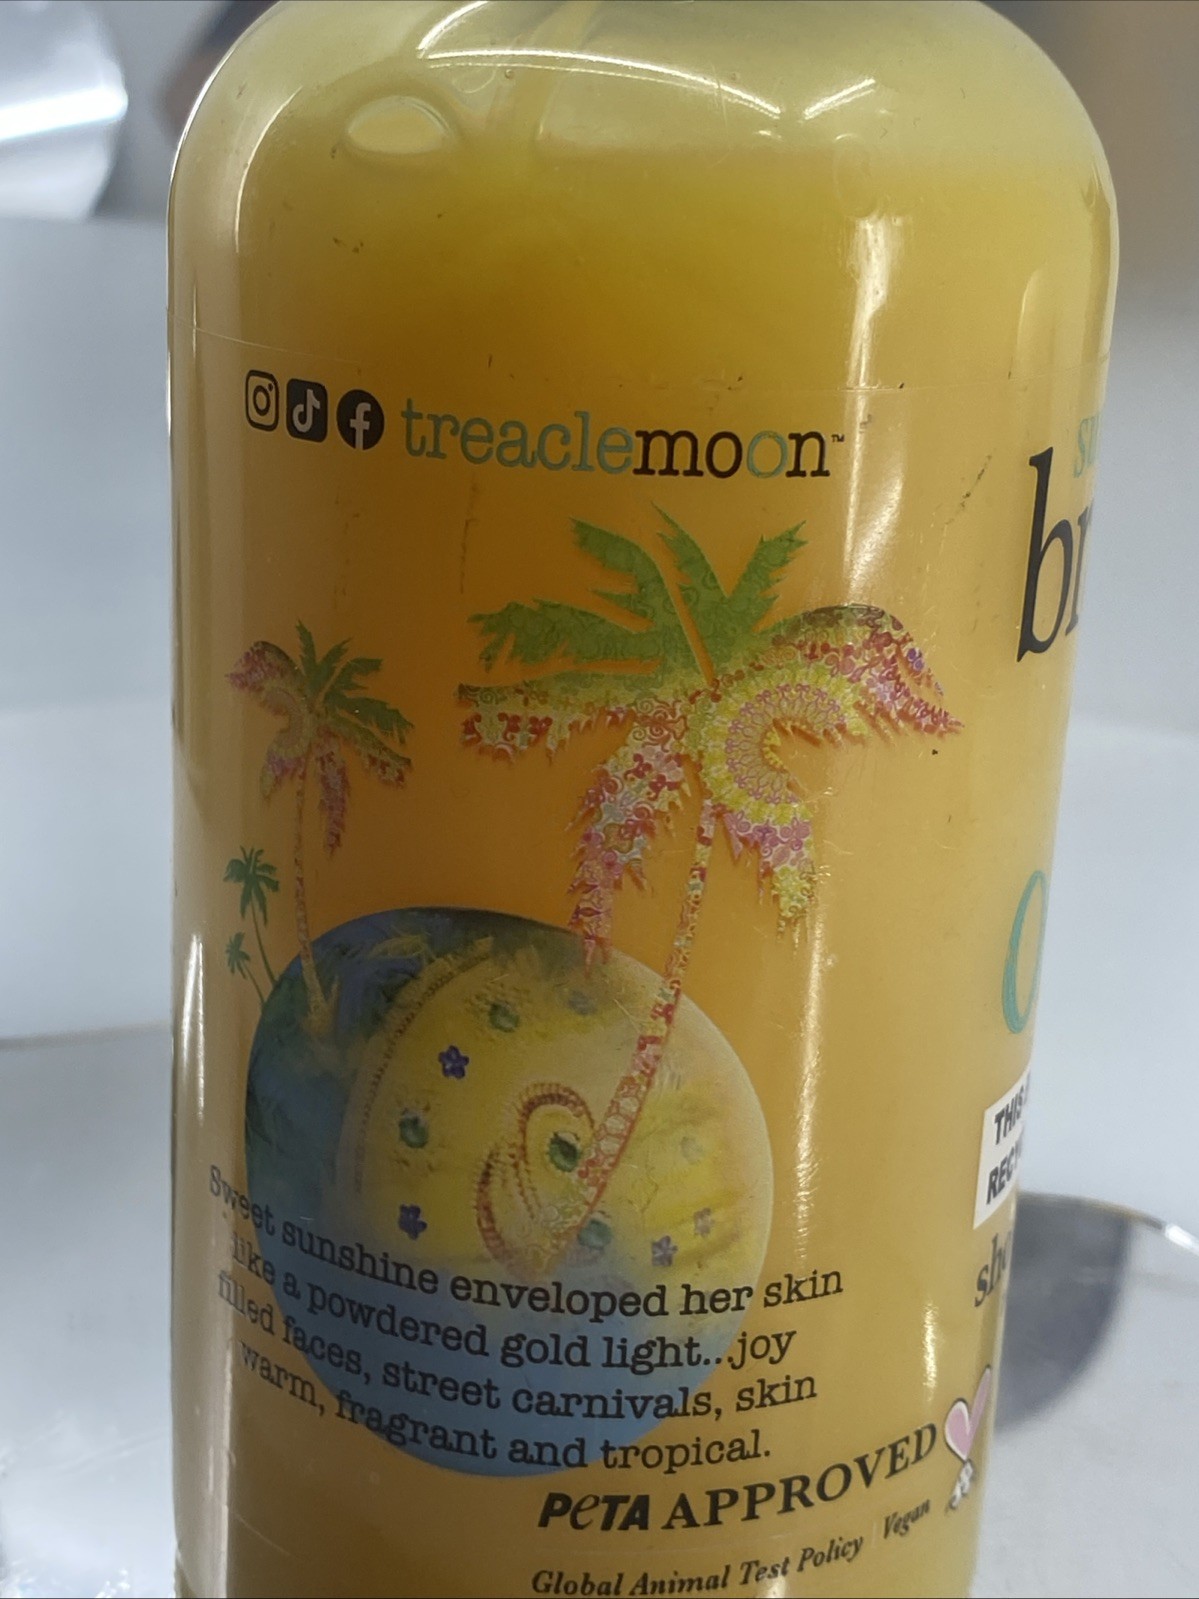 treaclemoon™
br
Sweet sunshine enveloped her skin
like a powdered gold light...joy
filled faces, street carnivals, skin
warm, fragrant and tropical.
PETA APPROVED
Global Animal Test Policy | Vegan